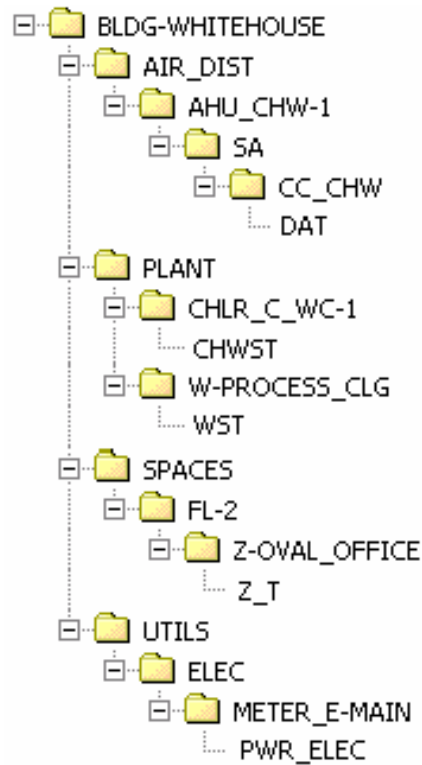 BLDG-WHITEHOUSE
AIR_DIST
AHU_CHW-1
SA
CC_CHW
DAT
PLANT
CHLR_C_WC-1
CHWST
W-PROCESS_CLG
WST
SPACES
FL-2
Z-OVAL_OFFICE
Z_T
UTILS
ELEC
METER_E-MAIN
PWR_ELEC